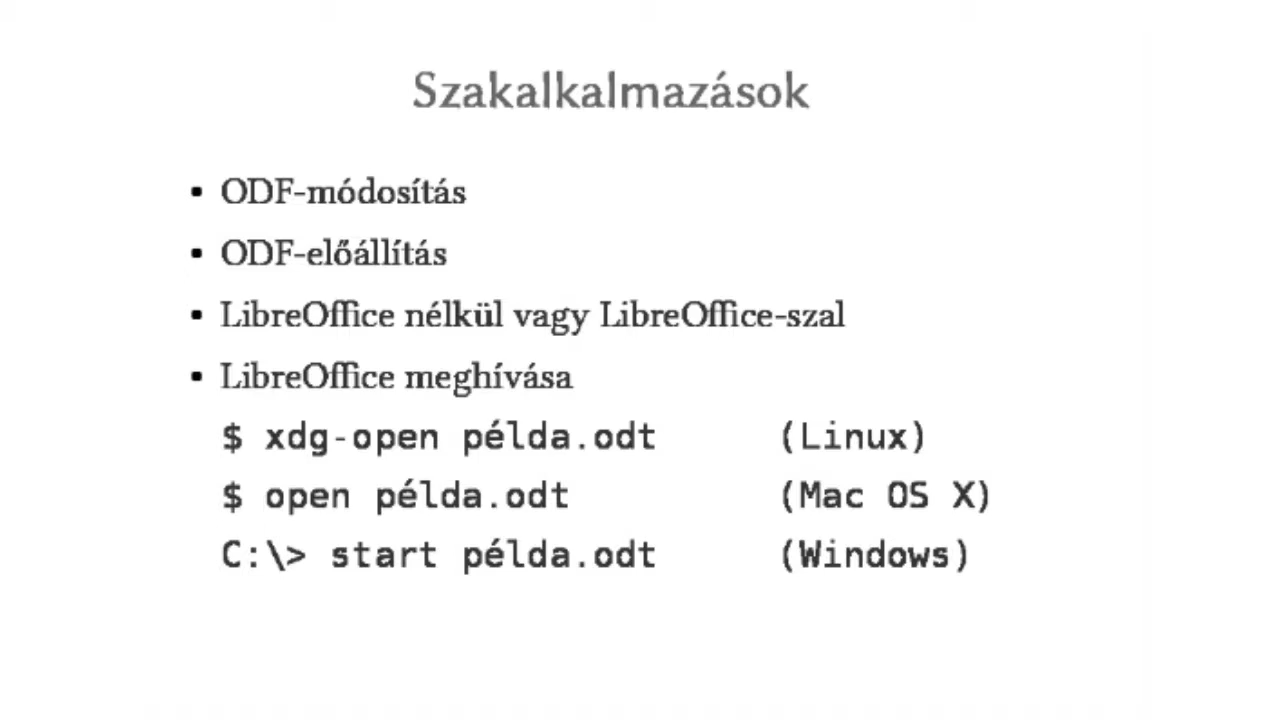 Szakalkalmazások
▪ ODF-módosítás
▪ ODF-előállítás
▪ LibreOffice nélkül vagy LibreOffice-szal
▪ LibreOffice meghívása
$ xdg-open példa.odt (Linux)
$ open példa.odt (Mac OS X)
C:\> start példa.odt (Windows)